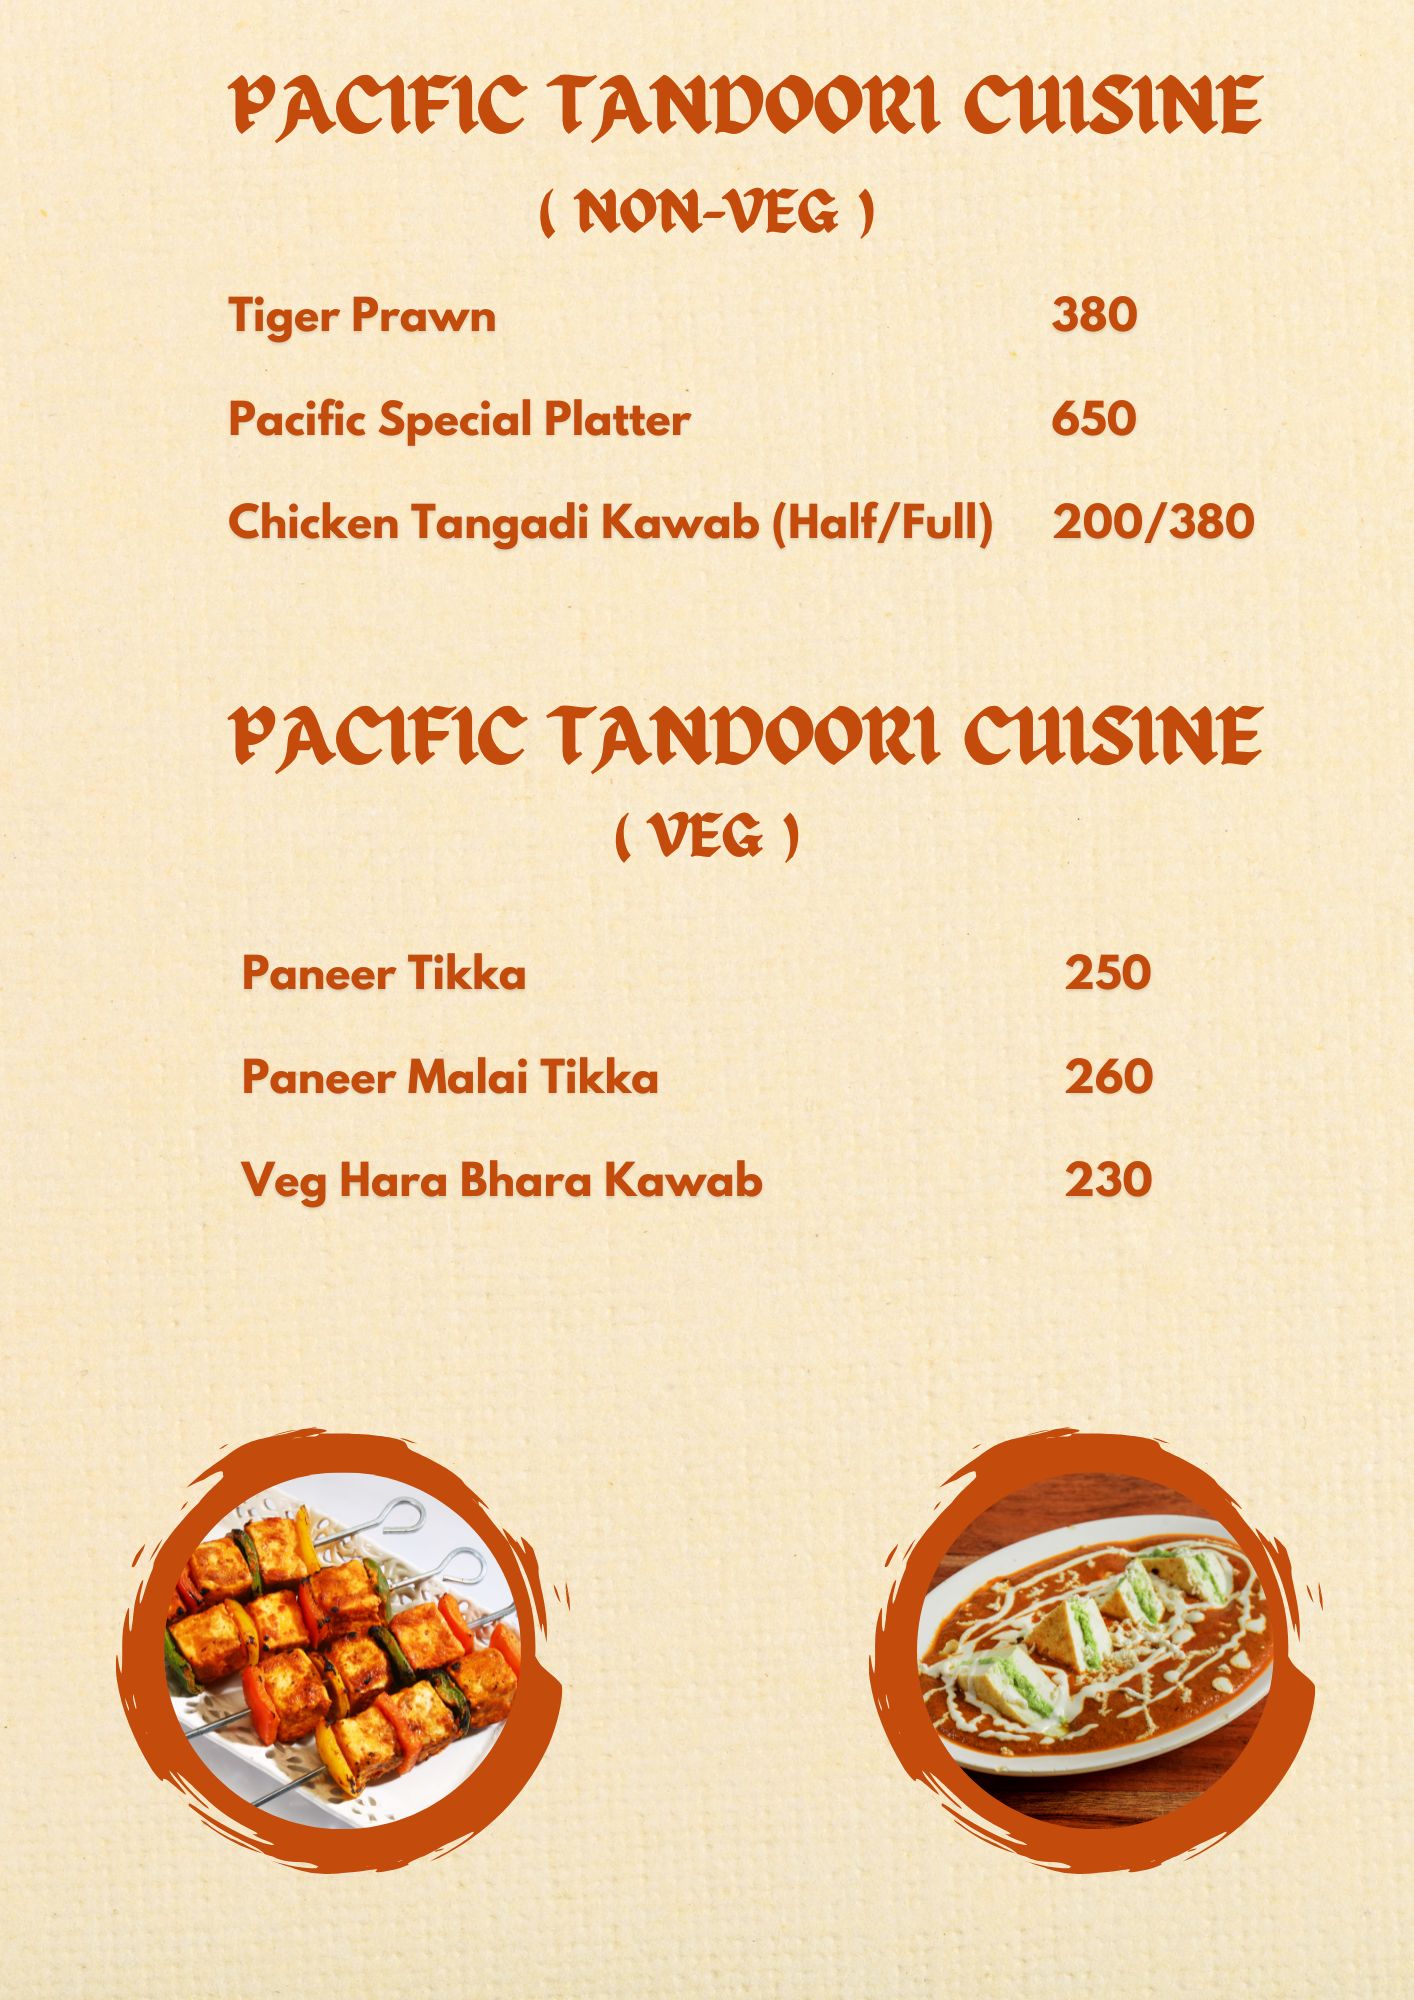 PACIFIC TANDOORI CUISINE
( NON-VEG )
Tiger Prawn 380
Pacific Special Platter 650
Chicken Tangadi Kawab (Half/Full) 200/380
PACIFIC TANDOORI CUISINE
( VEG )
Paneer Tikka 250
Paneer Malai Tikka 260
Veg Hara Bhara Kawab 230